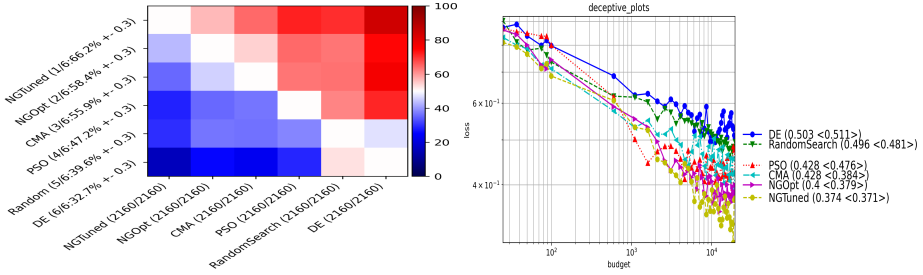 NGTuned (1/6:66.2% + - 0.3)
NGOpt (2/6:58.4% + - 0.3)
CMA (3/6:55.9% + - 0.3)
PSO (4/6:47.2% + - 0.3)
Random (5/6:39.6% + - 0.3)
DE (6/6:32.7% + - 0.3)
NGTuned (2160/2160)
NGOpt (2160/2160)
CMA (2160/2160)
PSO (2160/2160)
RandomSearch (2160/2160)
DE (2160/2160)
100
80
60
40
20
0
deceptive_plots
loss
6 × 10⁻¹
4 × 10⁻¹
10²
10³
10⁴
budget
DE (0.503 <0.511>)
RandomSearch (0.496 <0.481>)
PSO (0.428 <0.476>)
CMA (0.428 <0.384>)
NGOpt (0.4 <0.379>)
NGTuned (0.374 <0.371>)